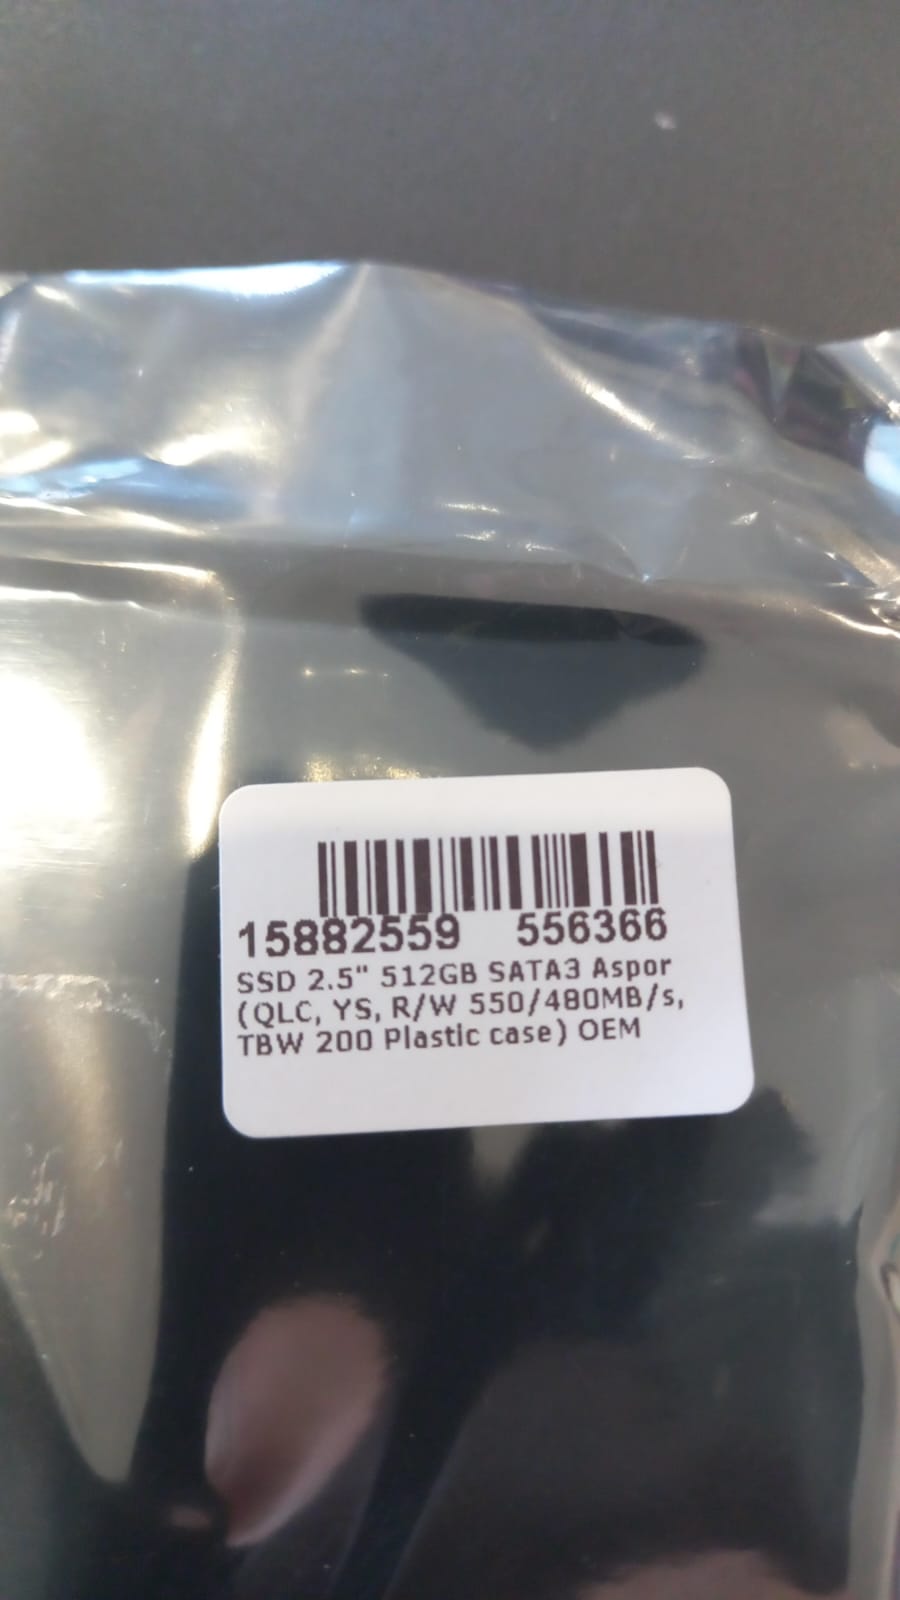 15882559 556366
SSD 2.5" 512GB SATA3 Aspor
(QLC, YS, R/W 550/480MB/s,
TBW 200 Plastic case) OEM